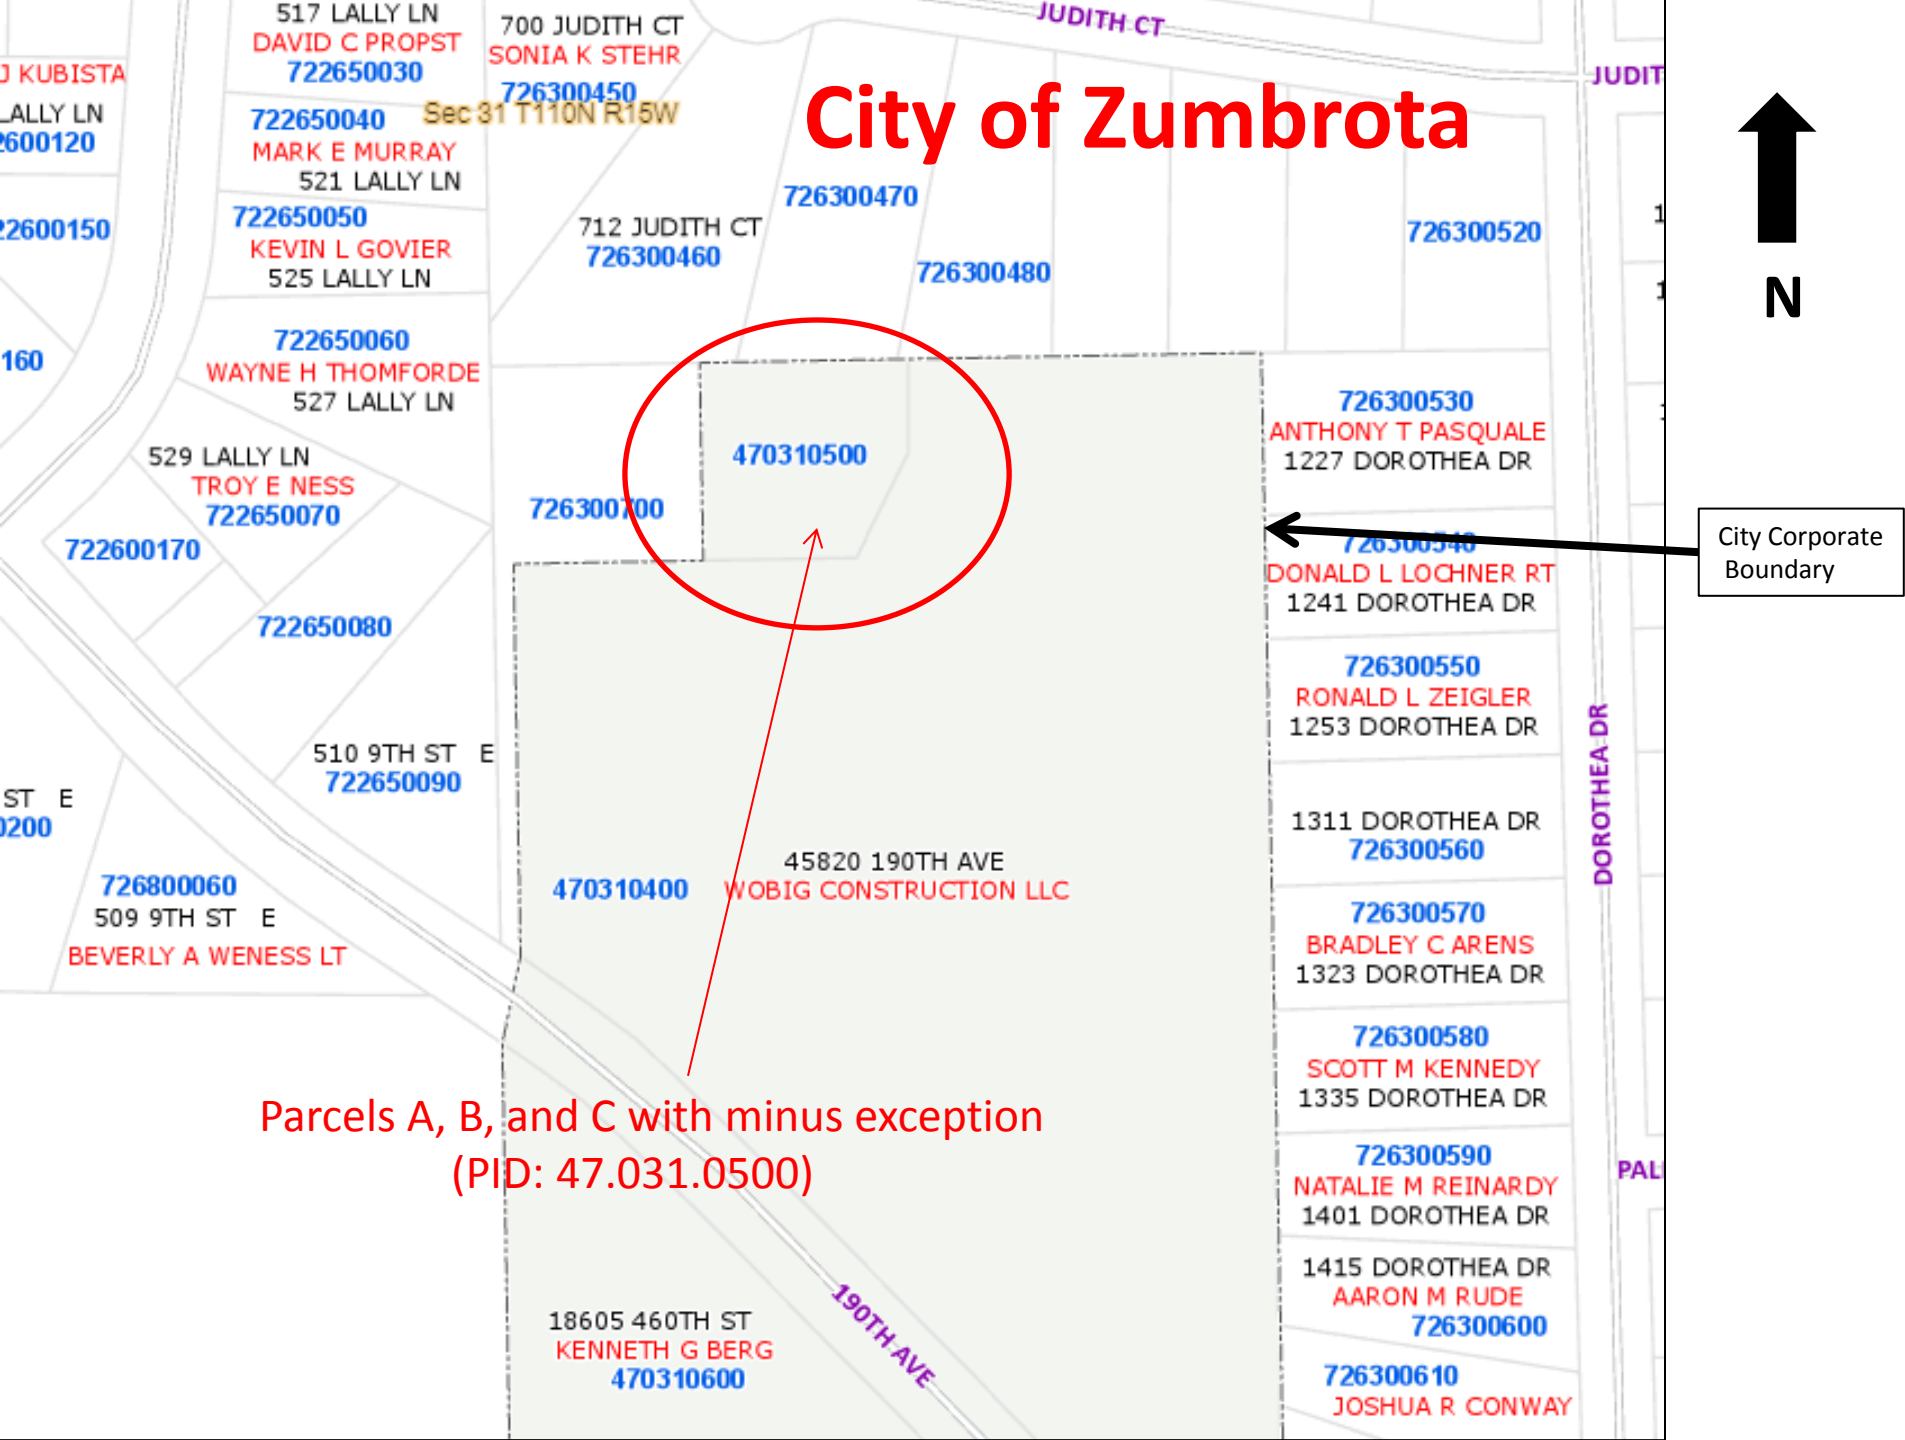 517 LALLY LN
DAVID C PROPST
722650030
700 JUDITH CT
SONIA K STEHR
726300450
JUDITH CT
JUDIT
J KUBISTA
LALLY LN
2600120
722650040
MARK E MURRAY
521 LALLY LN
Sec 31 T110N R15W
City of Zumbrota
22600150
722650050
KEVIN L GOVIER
525 LALLY LN
712 JUDITH CT
726300460
726300470
726300480
726300520
N
160
722650060
WAYNE H THOMFORDE
527 LALLY LN
529 LALLY LN
TROY E NESS
722650070
722600170
722650080
726300700
470310500
726300530
ANTHONY T PASQUALE
1227 DOROTHEA DR
City Corporate
Boundary
726300540
DONALD L LOCHNER RT
1241 DOROTHEA DR
726300550
RONALD L ZEIGLER
1253 DOROTHEA DR
DOROTHEA DR
510 9TH ST E
722650090
ST E
0200
1311 DOROTHEA DR
726300560
726800060
509 9TH ST E
BEVERLY A WENESS LT
470310400
45820 190TH AVE
WOBIG CONSTRUCTION LLC
726300570
BRADLEY C ARENS
1323 DOROTHEA DR
726300580
SCOTT M KENNEDY
1335 DOROTHEA DR
Parcels A, B, and C with minus exception
(PID: 47.031.0500)
726300590
NATALIE M REINARDY
1401 DOROTHEA DR
PAL
190TH AVE
18605 460TH ST
KENNETH G BERG
470310600
1415 DOROTHEA DR
AARON M RUDE
726300600
726300610
JOSHUA R CONWAY